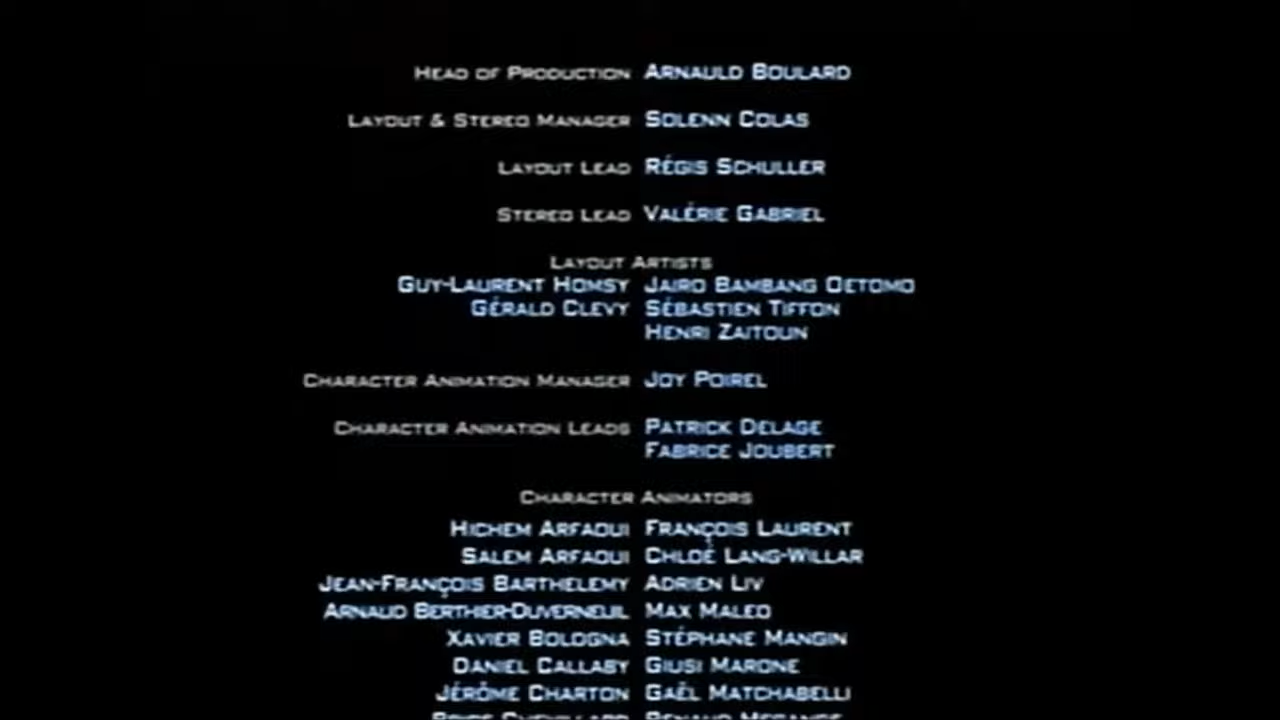 HEAD OF PRODUCTION ARNAULD BOULARD
LAYOUT & STEREO MANAGER SOLENN COLAS
LAYOUT LEAD RÉGIS SCHULLER
STEREO LEAD VALÉRIE GABRIEL
LAYOUT ARTISTS
GUY-LAURENT HOMSY JAIRO BAMBANG OETOMO
GÉRALD CLEVY SÉBASTIEN TIFFON
HENRI ZAITOUN
CHARACTER ANIMATION MANAGER JOY POIREL
CHARACTER ANIMATION LEADS PATRICK DELAGE
FABRICE JOUBERT
CHARACTER ANIMATORS
HICHEM ARFAOUI FRANÇOIS LAURENT
SALEM ARFAOUI CHLOÉ LANG-WILLAR
JEAN-FRANÇOIS BARTHELEMY ADRIEN LIV
ARNAUD BERTHIER-DUVERNEUIL MAX MALEO
XAVIER BOLOGNA STÉPHANE MANGIN
DANIEL CALLABY GIUSI MARONE
JÉRÔME CHARTON GAËL MATCHABELLI